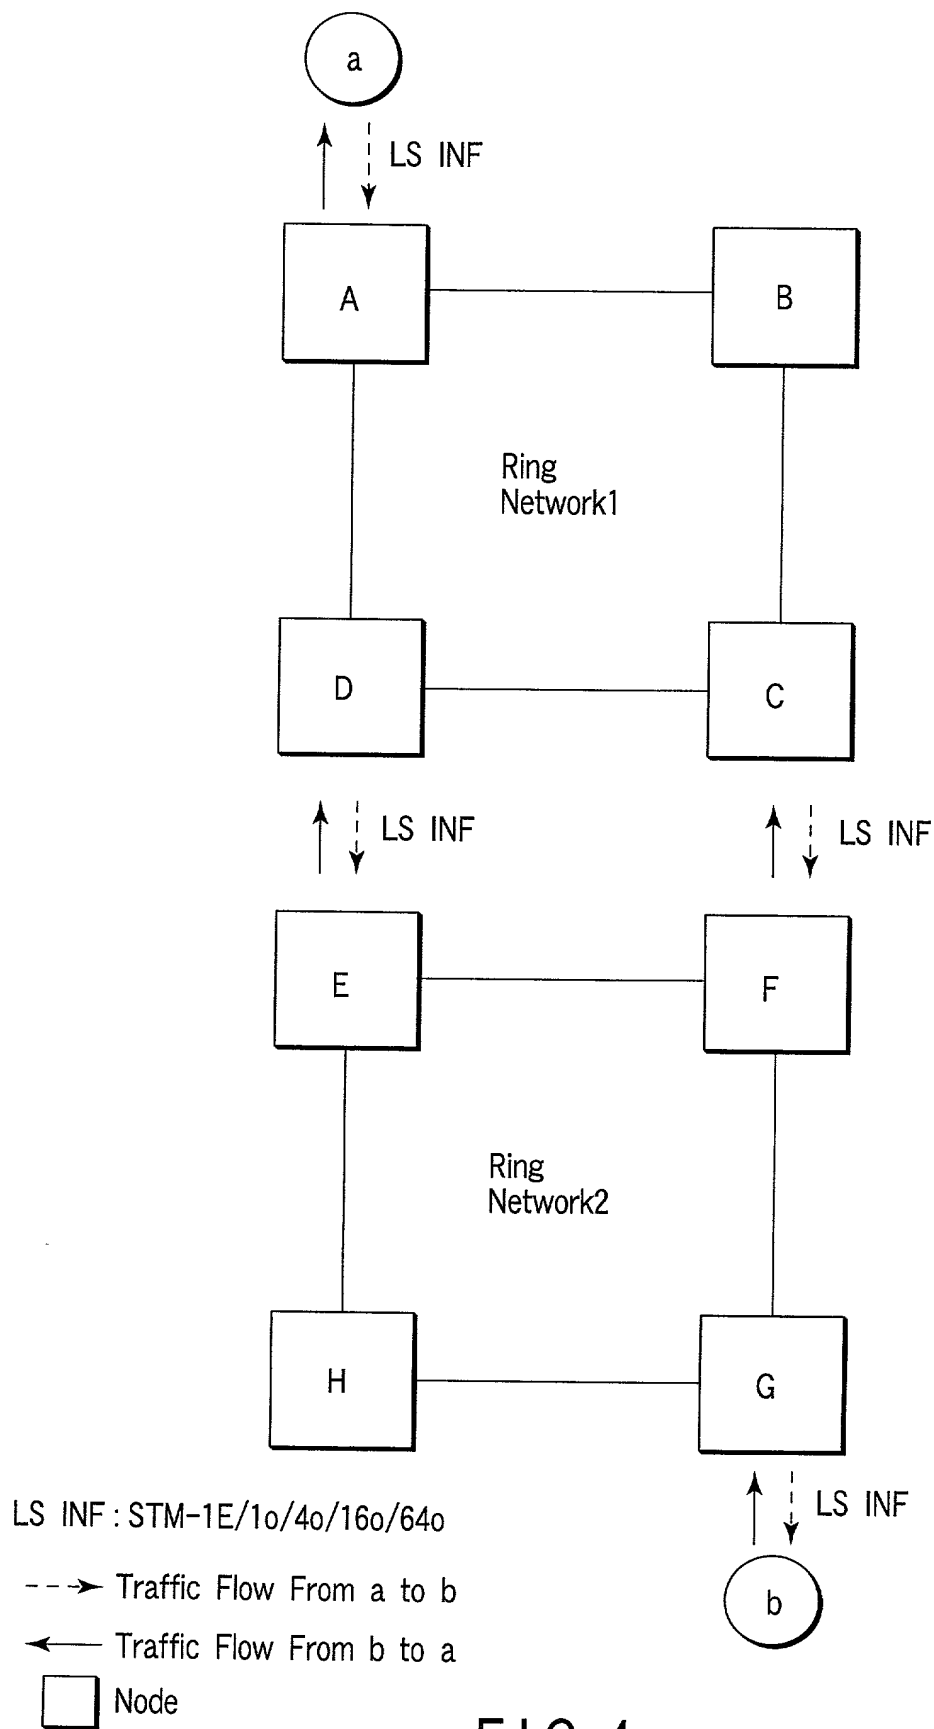 a
LS INF
A
B
Ring
Network1
D
C
LS INF
LS INF
E
F
Ring
Network2
H
G
LS INF : STM-1E/1o/4o/16o/64o
LS INF
Traffic Flow From a to b
b
Traffic Flow From b to a
Node